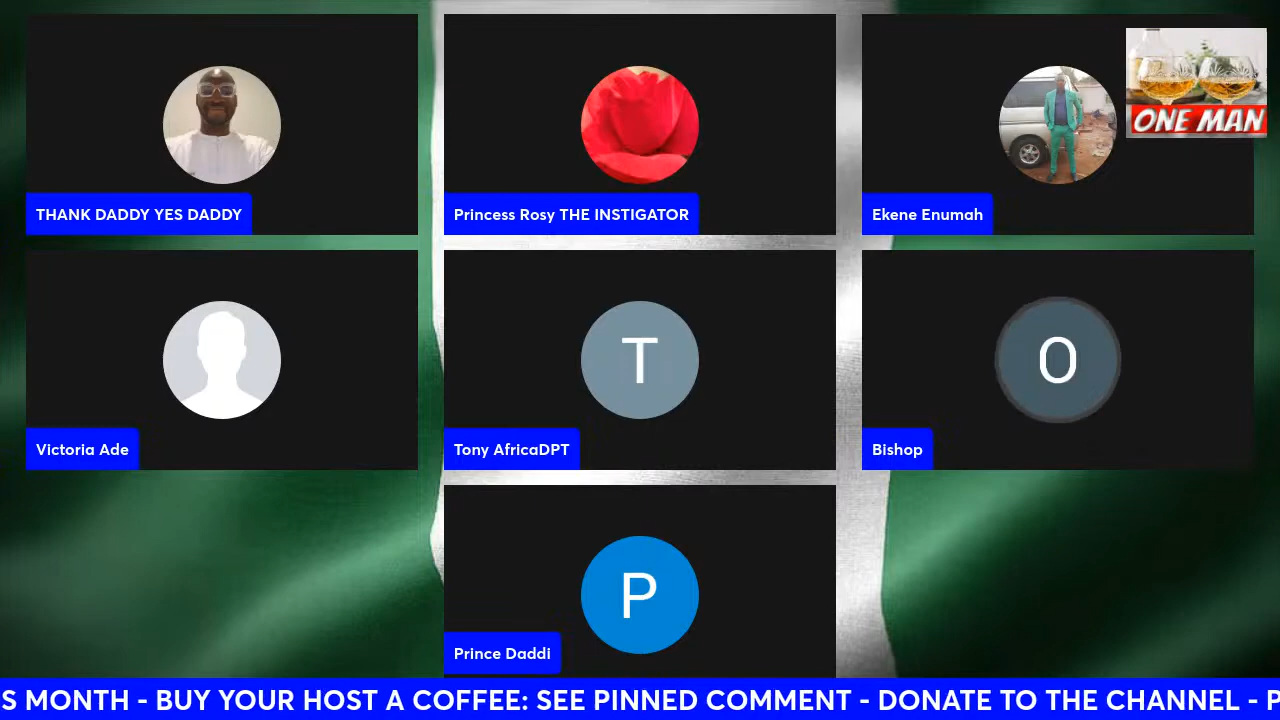 ONE MAN
THANK DADDY YES DADDY
Princess Rosy THE INSTIGATOR
Ekene Enumah
T
O
Victoria Ade
Tony AfricaDPT
Bishop
P
Prince Daddi
S MONTH - BUY YOUR HOST A COFFEE: SEE PINNED COMMENT - DONATE TO THE CHANNEL - P